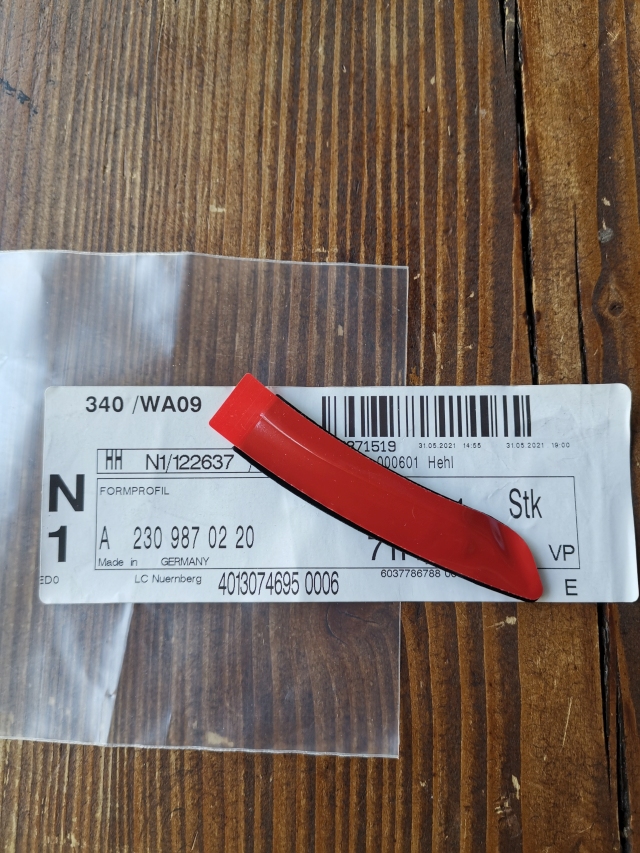 340 /WA09
371519
31.05.2021 14:55 31.05.2021 19:00
HH N1/122637 /
000601 Hehl
N
1
FORMPROFIL
Stk
A 230 987 02 20
VP
Made in GERMANY
LC Nuernberg 4013074695 0006 6037786788
E